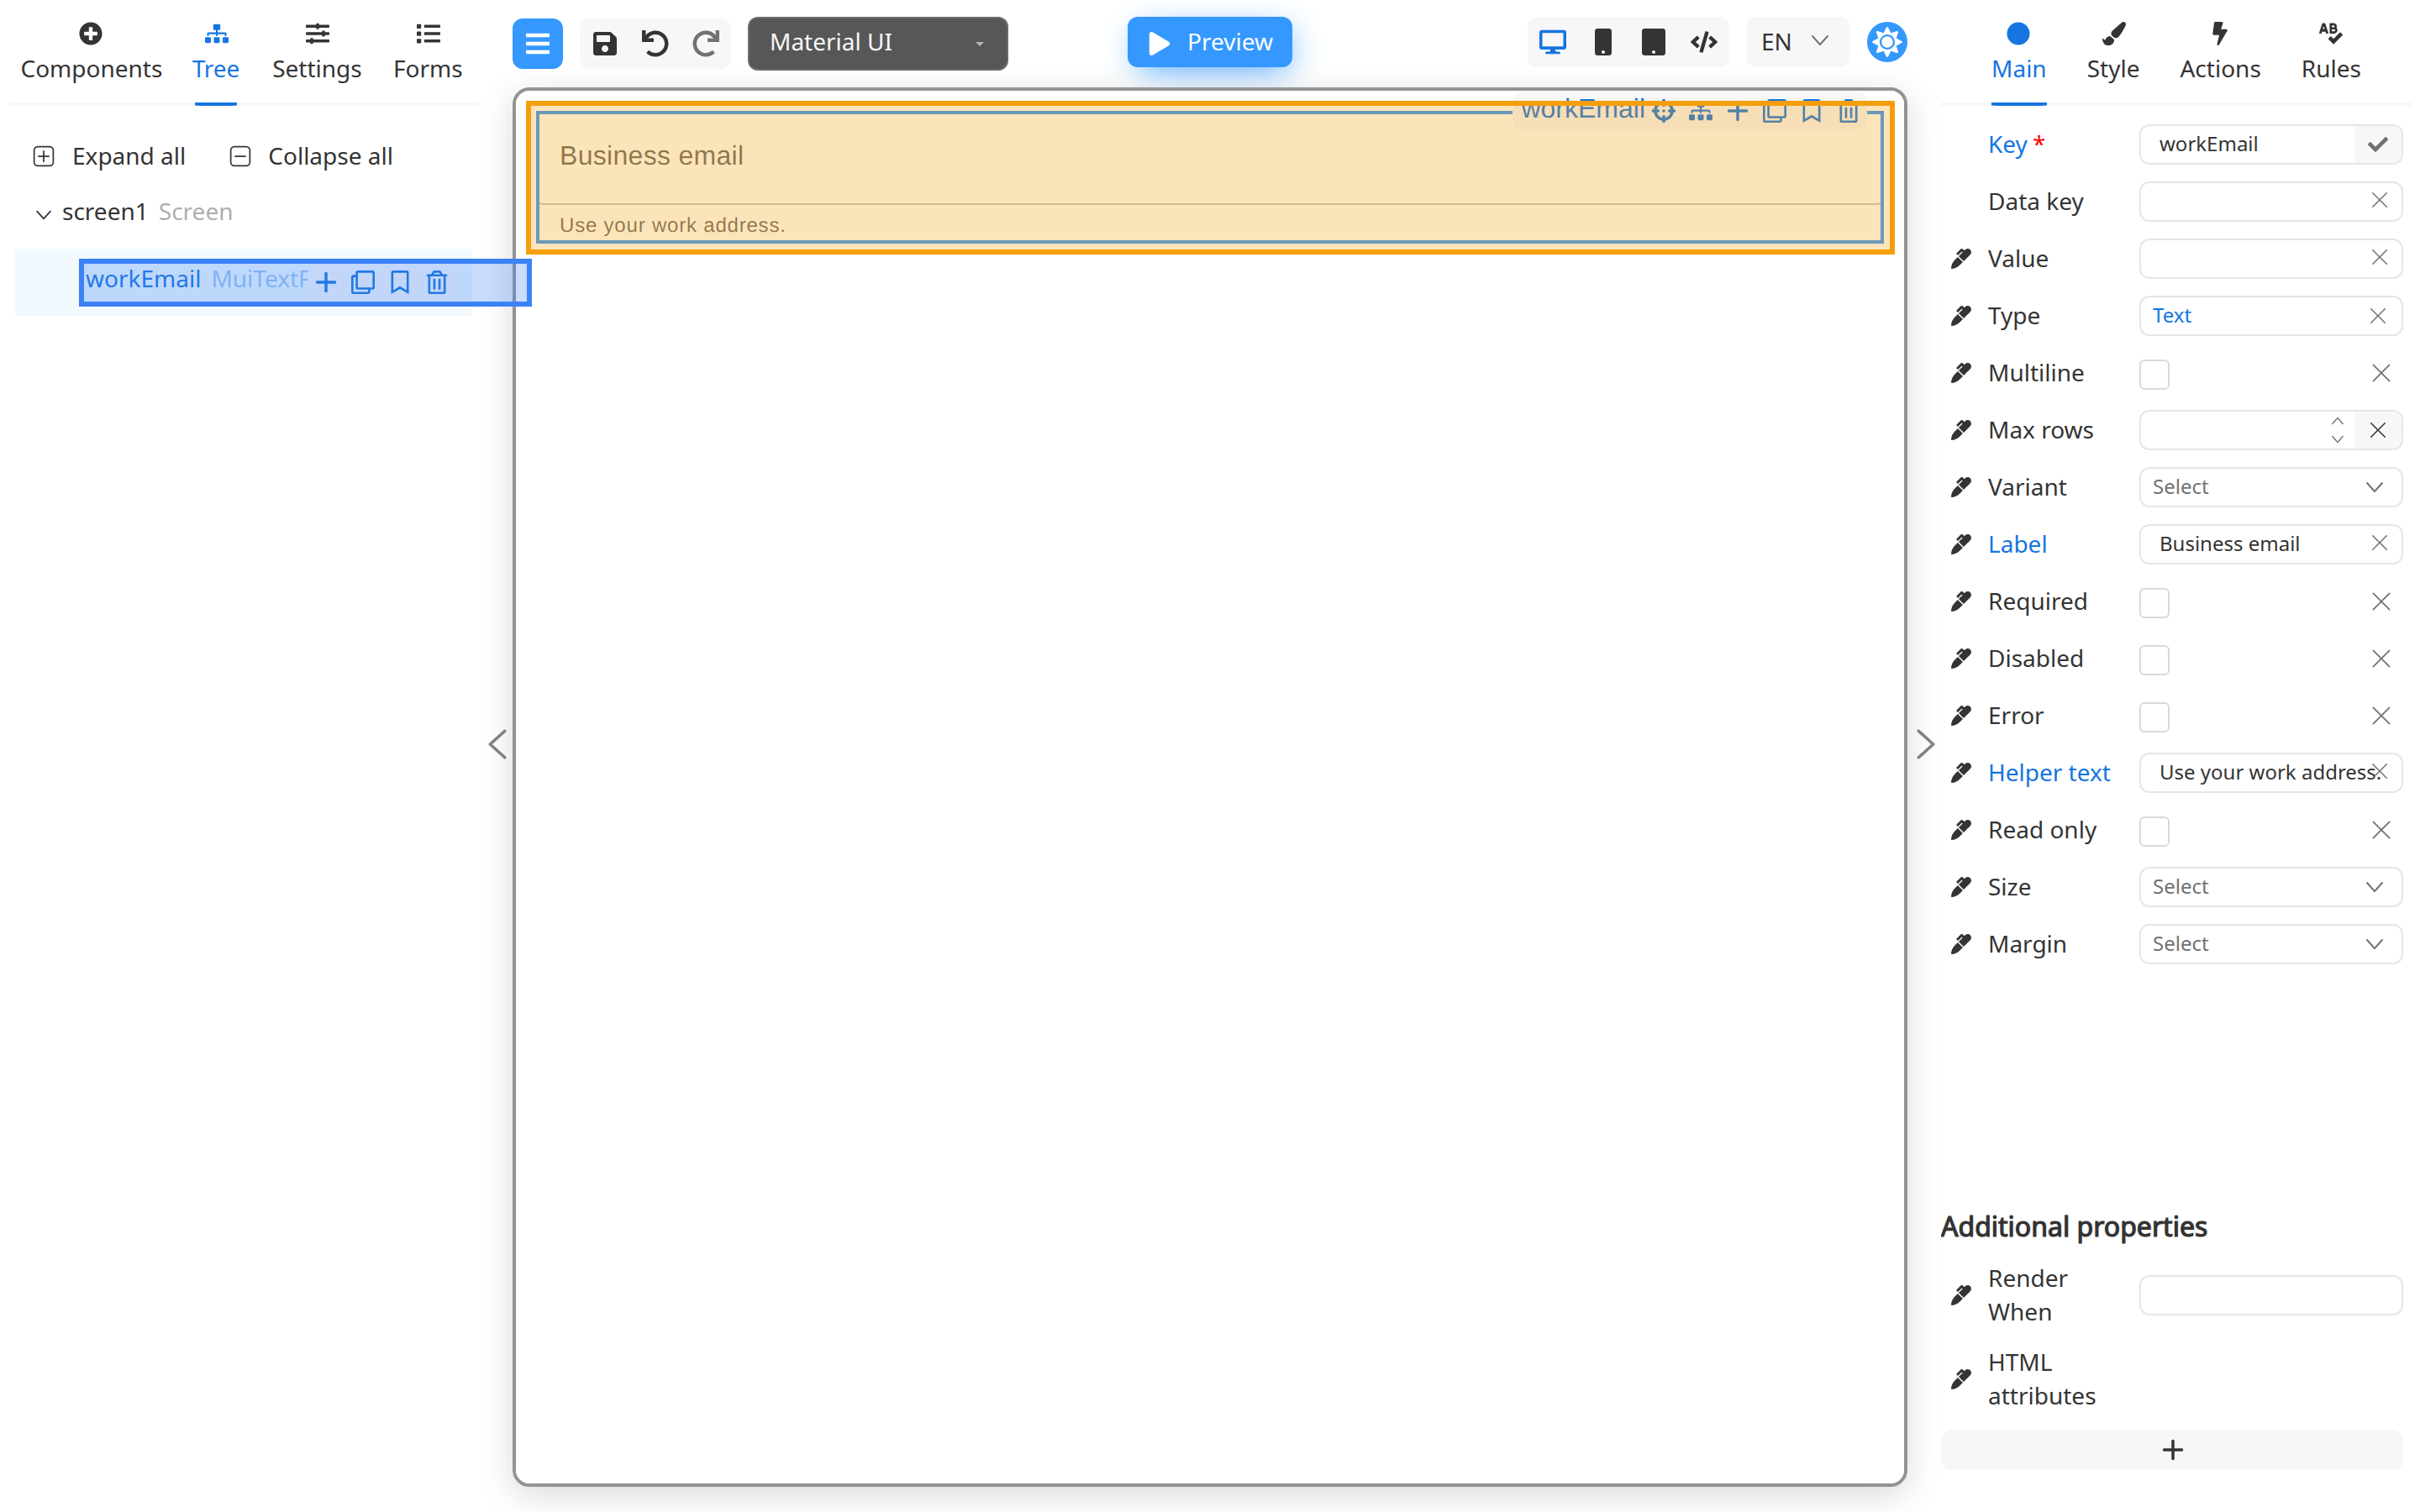 Components Tree Settings Forms
Material UI
Preview
EN
Main Style Actions Rules
Expand all Collapse all
screen1 Screen
workEmail MuiTextF
workEmail
Business email
Use your work address.
Key * workEmail
Data key
Value
Type Text
Multiline
Max rows
Variant Select
Label Business email
Required
Disabled
Error
Helper text Use your work address.
Read only
Size Select
Margin Select
Additional properties
Render
When
HTML
attributes